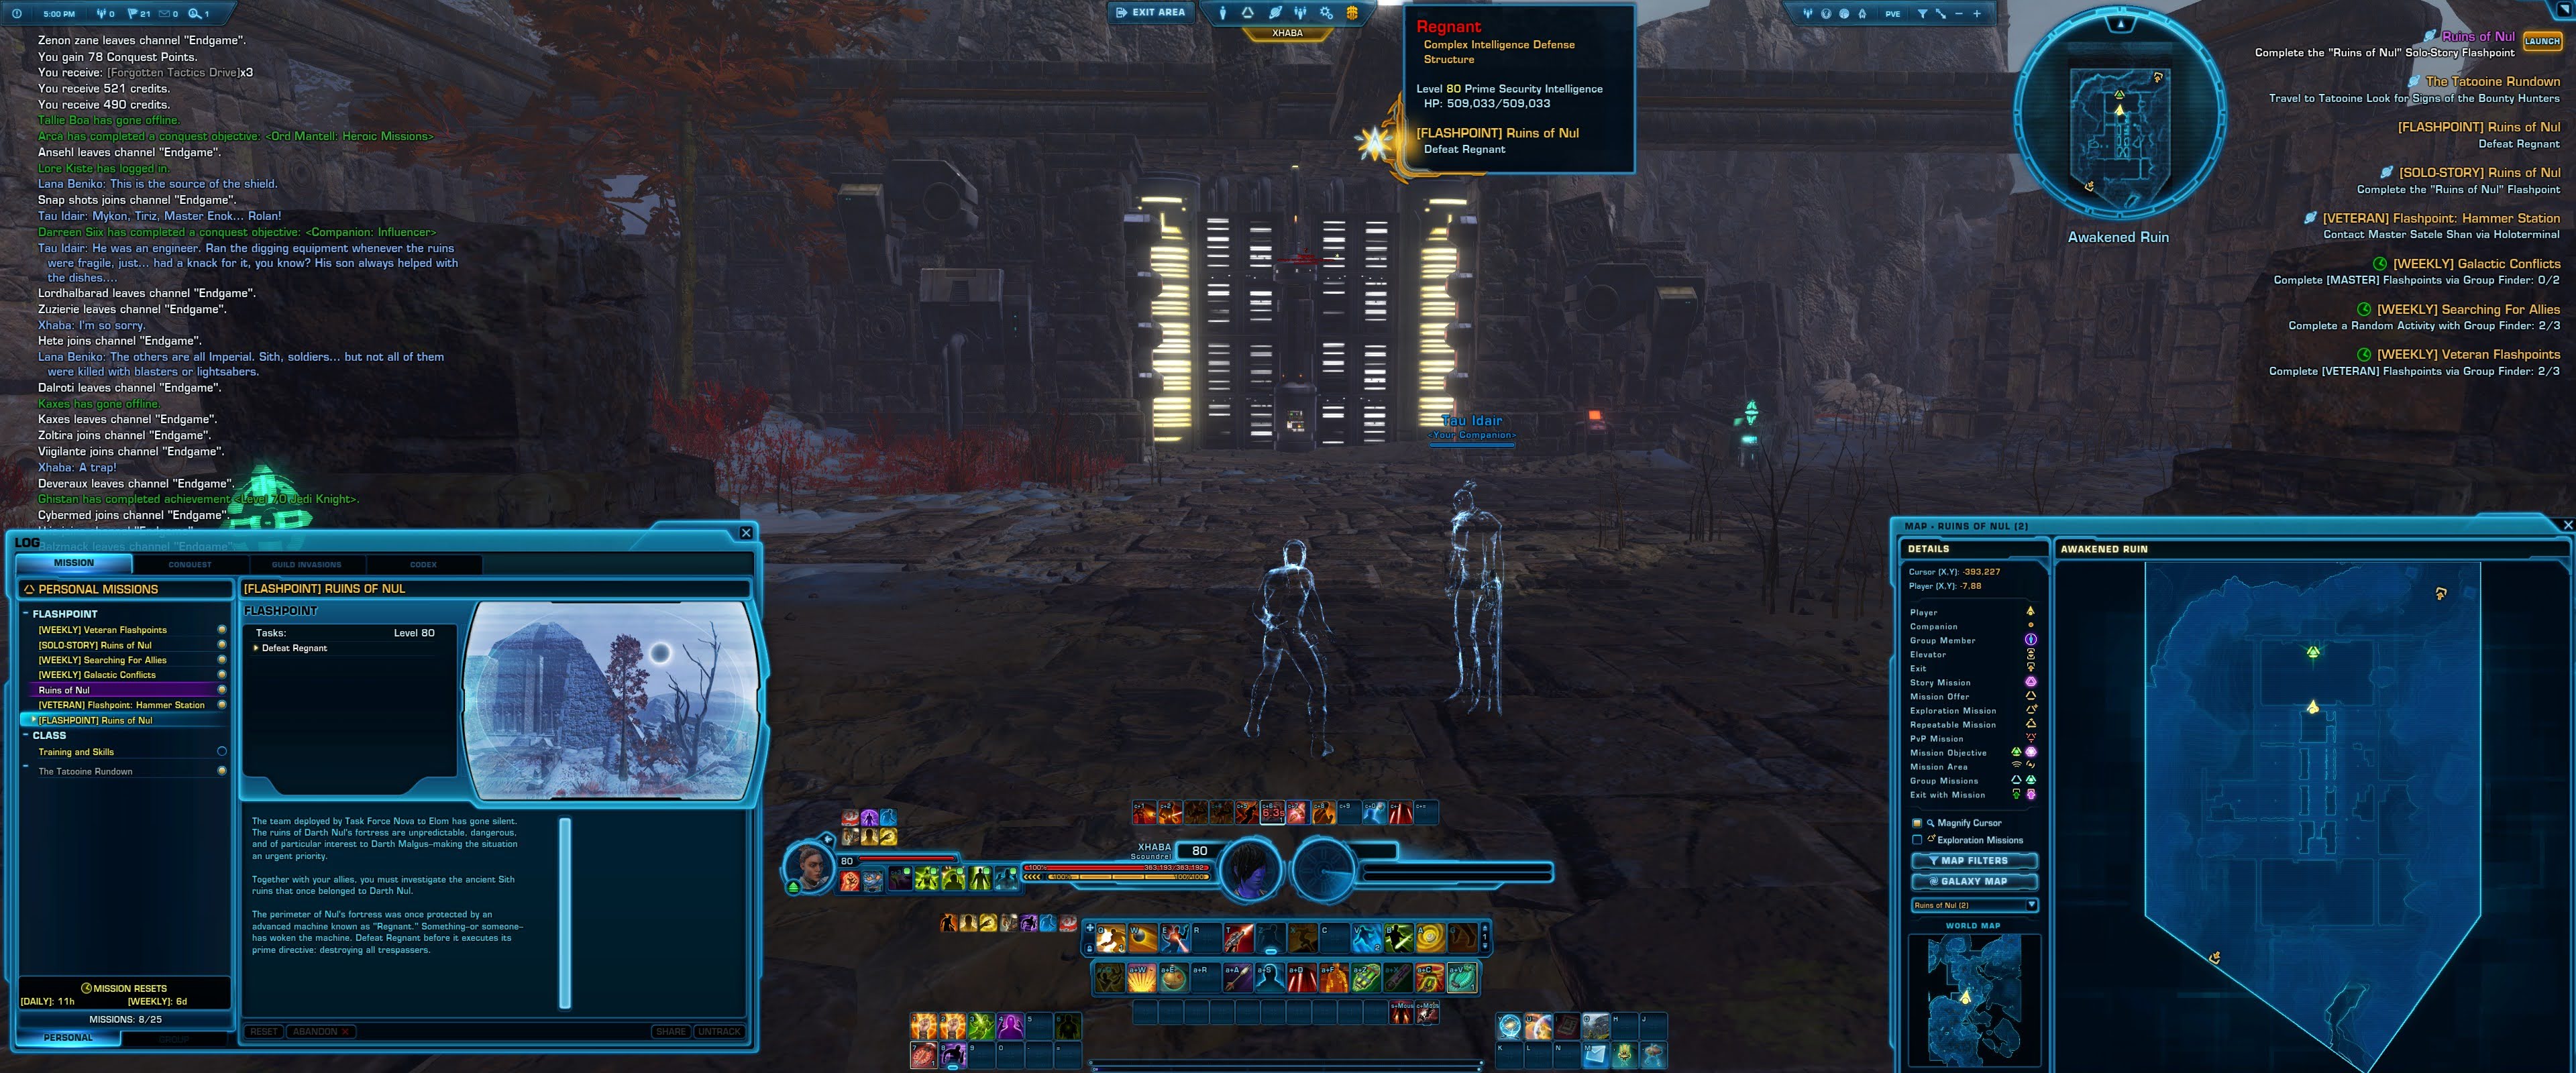 5:00 PM
0
21
0
1
EXIT AREA
XHABA
PVE
Zenon zane leaves channel "Endgame".
You gain 78 Conquest Points.
You receive: [Forgotten Tactics Drive]x3
You receive 521 credits.
You receive 490 credits.
Tallie Boa has gone offline.
Arca has completed a conquest objective: <Ord Mantell: Heroic Missions>
Ansehl leaves channel "Endgame".
Lore Kiste has logged in.
Lana Beniko: This is the source of the shield.
Snap shots joins channel "Endgame".
Tau Idair: Mykon, Tiriz, Master Enok... Rolan!
Darreen Siix has completed a conquest objective: <Companion: Influencer>
Tau Idair: He was an engineer. Ran the digging equipment whenever the ruins
were fragile, just... had a knack for it, you know? His son always helped with
the dishes....
Lordhalbarad leaves channel "Endgame".
Zuzierie leaves channel "Endgame".
Xhaba: I'm so sorry.
Hete joins channel "Endgame".
Lana Beniko: The others are all Imperial. Sith, soldiers... but not all of them
were killed with blasters or lightsabers.
Dalroti leaves channel "Endgame".
Kaxes has gone offline.
Kaxes leaves channel "Endgame".
Zoltira joins channel "Endgame".
Viigilante joins channel "Endgame".
Xhaba: A trap!
Deveraux leaves channel "Endgame".
Ghistan has completed achievement <Level 70 Jedi Knight>.
Cybermed joins channel "Endgame".
Balzmack leaves channel "Endgame"
Regnant
Complex Intelligence Defense
Structure
Level 80 Prime Security Intelligence
HP: 509,033/509,033
[FLASHPOINT] Ruins of Nul
Defeat Regnant
Tau Idair
<Your Companion>
Awakened Ruin
Ruins of Nul
LAUNCH
Complete the "Ruins of Nul" Solo-Story Flashpoint
The Tatooine Rundown
Travel to Tatooine Look for Signs of the Bounty Hunters
[FLASHPOINT] Ruins of Nul
Defeat Regnant
[SOLO-STORY] Ruins of Nul
Complete the "Ruins of Nul" Flashpoint
[VETERAN] Flashpoint: Hammer Station
Contact Master Satele Shan via Holoterminal
[WEEKLY] Galactic Conflicts
Complete [MASTER] Flashpoints via Group Finder: 0/2
[WEEKLY] Searching For Allies
Complete a Random Activity with Group Finder: 2/3
[WEEKLY] Veteran Flashpoints
Complete [VETERAN] Flashpoints via Group Finder: 2/3
LOG
MISSION
CONQUEST
GUILD INVASIONS
CODEX
PERSONAL MISSIONS
FLASHPOINT
[WEEKLY] Veteran Flashpoints
[SOLO-STORY] Ruins of Nul
[WEEKLY] Searching For Allies
[WEEKLY] Galactic Conflicts
Ruins of Nul
[VETERAN] Flashpoint: Hammer Station
[FLASHPOINT] Ruins of Nul
CLASS
Training and Skills
The Tatooine Rundown
MISSION RESETS
[DAILY]: 11h
[WEEKLY]: 6d
MISSIONS: 8/25
PERSONAL
GROUP
[FLASHPOINT] RUINS OF NUL
FLASHPOINT
Tasks:
Level 80
Defeat Regnant
The team deployed by Task Force Nova to Elom has gone silent.
The ruins of Darth Nul's fortress are unpredictable, dangerous,
and of particular interest to Darth Malgus–making the situation
an urgent priority.
Together with your allies, you must investigate the ancient Sith
ruins that once belonged to Darth Nul.
The perimeter of Nul's fortress was once protected by an
advanced machine known as "Regnant." Something–or someone–
has woken the machine. Defeat Regnant before it executes its
prime directive: destroying all trespassers.
RESET
ABANDON
SHARE
UNTRACK
80
XHABA
Scoundrel
80
100%
363,193/363,192
100%
100/100
6.3s
MAP - RUINS OF NUL (2)
DETAILS
AWAKENED RUIN
Cursor (X,Y): -393,227
Player (X,Y): -7,88
Player
Companion
Group Member
Elevator
Exit
Story Mission
Mission Offer
Exploration Mission
Repeatable Mission
PvP Mission
Mission Objective
Mission Area
Group Missions
Exit with Mission
Magnify Cursor
Exploration Missions
MAP FILTERS
GALAXY MAP
Ruins of Nul (2)
WORLD MAP